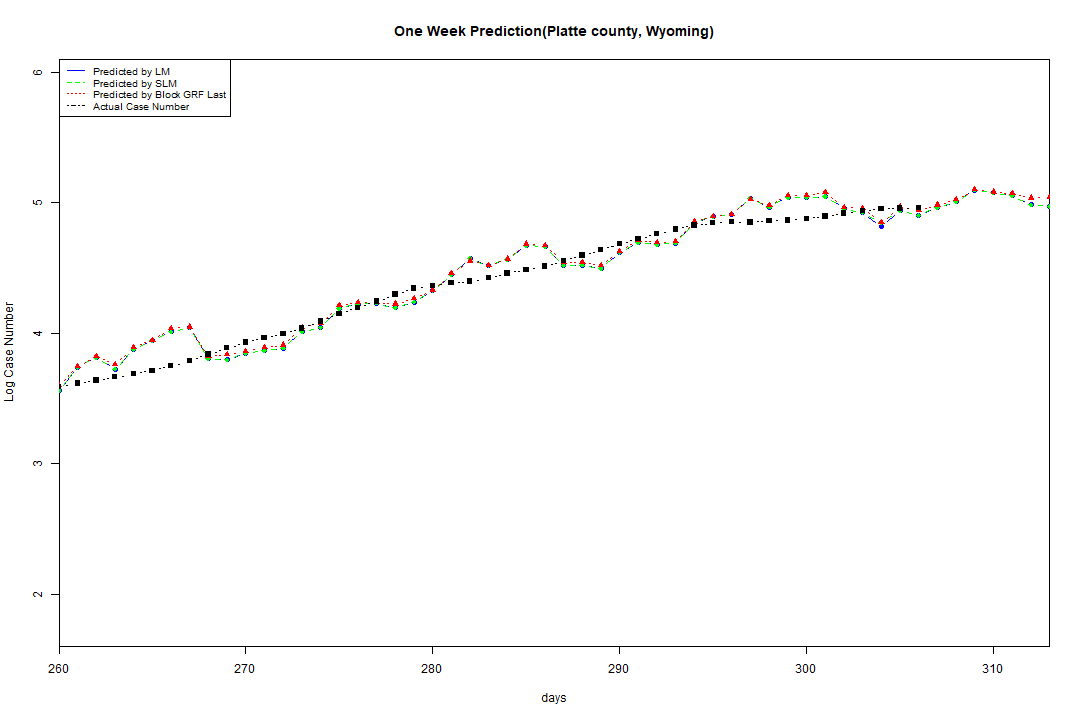 One Week Prediction(Platte county, Wyoming)
Predicted by LM
Predicted by SLM
Predicted by Block GRF Last
Actual Case Number
6
5
4
3
2
Log Case Number
260 270 280 290 300 310
days